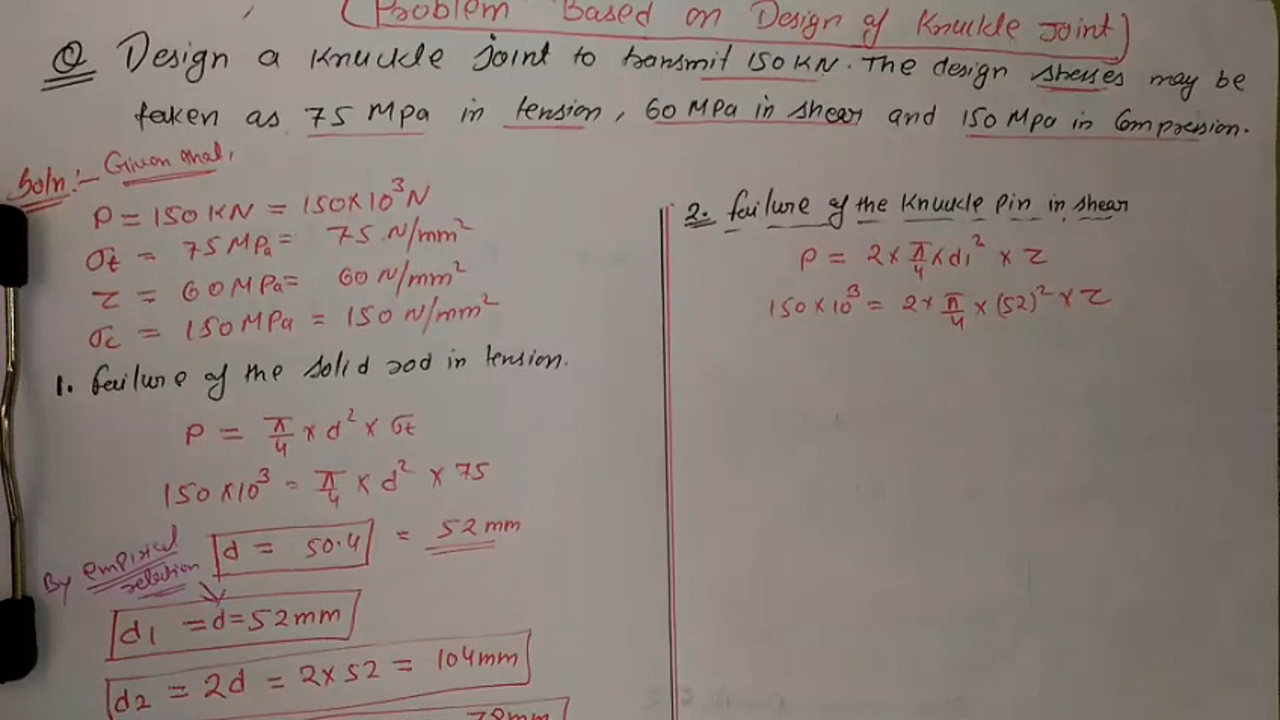 (Problem Based on Design of Knuckle Joint)
Q Design a Knuckle Joint to transmit 150 KN. The design stresses may be
taken as 75 MPa in tension, 60 MPa in shear and 150 MPa in Compression.
Soln:- Given that,
P = 150 KN = 150×10³ N
σt = 75 MPa = 75 N/mm²
τ = 60 MPa = 60 N/mm²
σc = 150 MPa = 150 N/mm²
1. failure of the solid rod in tension.
P = π/4 × d² × σt
150×10³ = π/4 × d² × 75
d = 50.4 = 52 mm
By empirical relation
d1 = d = 52 mm
d2 = 2d = 2×52 = 104 mm
78mm
2. failure of the Knuckle Pin in shear
P = 2 × π/4 × d1² × τ
150×10³ = 2 × π/4 × (52)² × τ